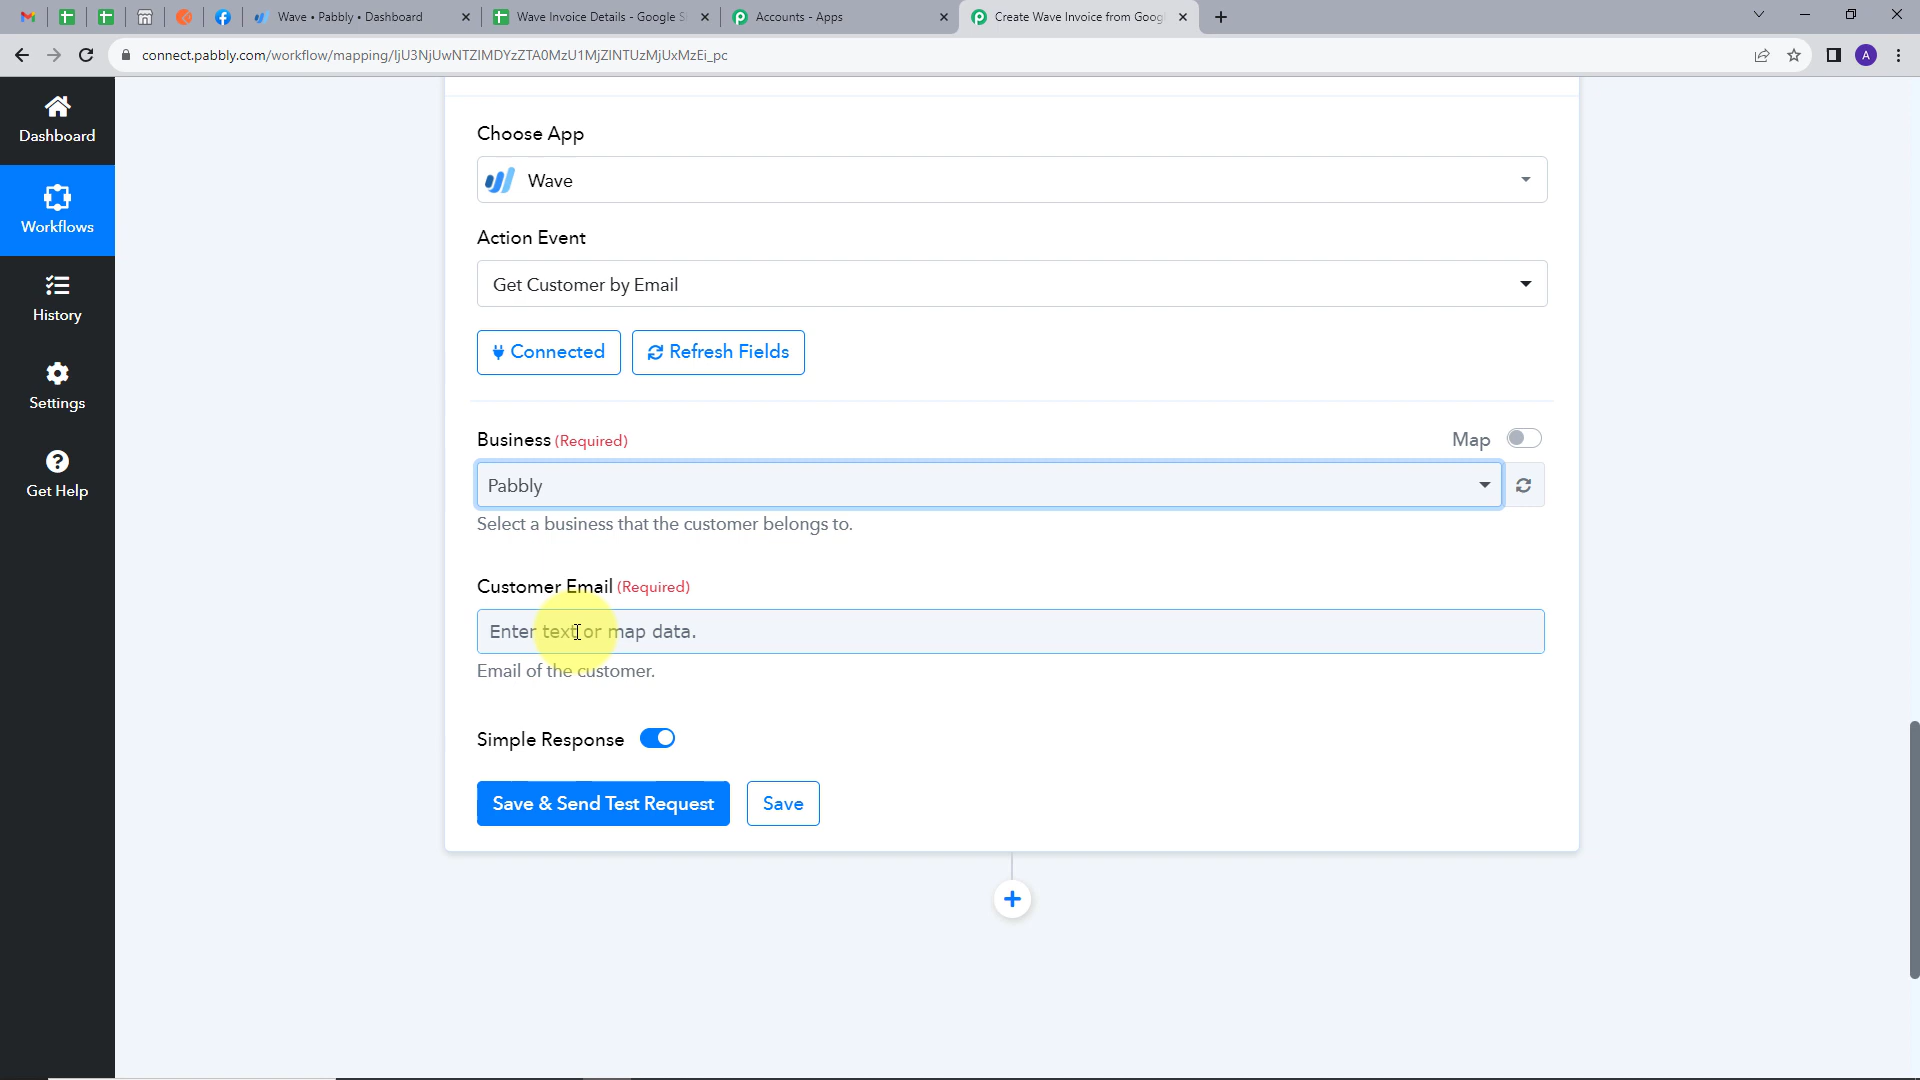 Wave • Pabbly • Dashboard
Wave Invoice Details - Google S
Accounts - Apps
Create Wave Invoice from Goog
connect.pabbly.com/workflow/mapping/IjU3NjUwNTZlMDYzZTA0MzU1MjZlNTUzMjUxMzEi_pc
A
Dashboard
Workflows
History
Settings
Get Help
Choose App
Wave
Action Event
Get Customer by Email
Connected
Refresh Fields
Business (Required)
Map
Pabbly
Select a business that the customer belongs to.
Customer Email (Required)
Enter text or map data.
Email of the customer.
Simple Response
Save & Send Test Request
Save